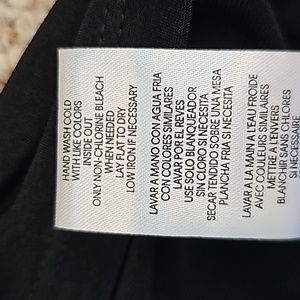 HAND WASH COLD
WITH LIKE COLORS
INSIDE OUT
ONLY NON-CHLORINE BLEACH
WHEN NEEDED
LAY FLAT TO DRY
LOW IRON IF NECESSARY
LAVAR A MANO CON AGUA FRIA
CON COLORES SIMILARES
LAVAR POR EL REVES
USE SOLO BLANQUEADOR
SIN CLORO SI NECESITA
SECAR TENDIDO SOBRE UNA MESA
PLANCHA FRIA SI NECESITA
LAVAR A LA MAIN A L'EAU FROIDE
AVEC COULEURS SIMILAIRES
METTRE A L'ENVERS
BLANCHIR SANS CHLORES
SI NECESSAIRE